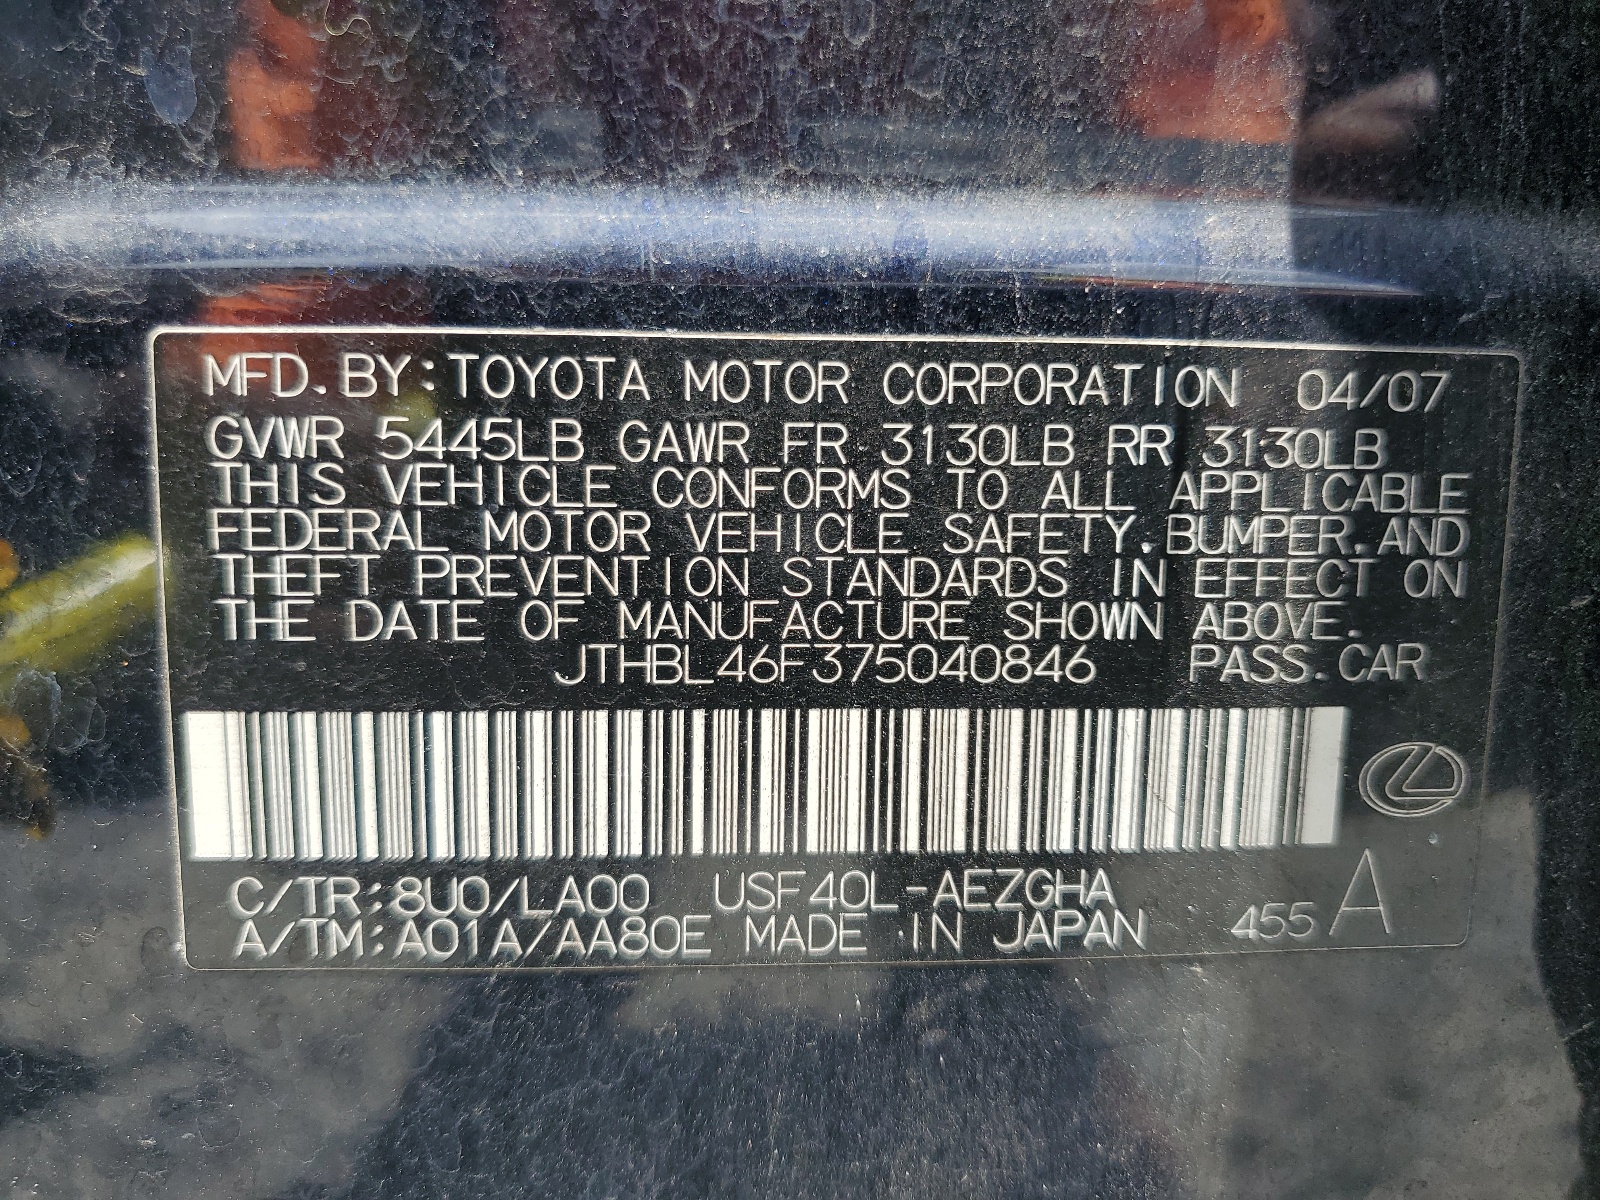 MFD. BY: TOYOTA MOTOR CORPORATION 04/07
GVWR 5445LB GAWR FR 3130LB RR 3130LB
THIS VEHICLE CONFORMS TO ALL APPLICABLE
FEDERAL MOTOR VEHICLE SAFETY, BUMPER, AND
THEFT PREVENTION STANDARDS IN EFFECT ON
THE DATE OF MANUFACTURE SHOWN ABOVE.
JTHBL46F375040846 PASS. CAR
C/TR: 8U0/LA00 USF40L-AEZGHA
A/TM: A01A/AA80E MADE IN JAPAN 455 A